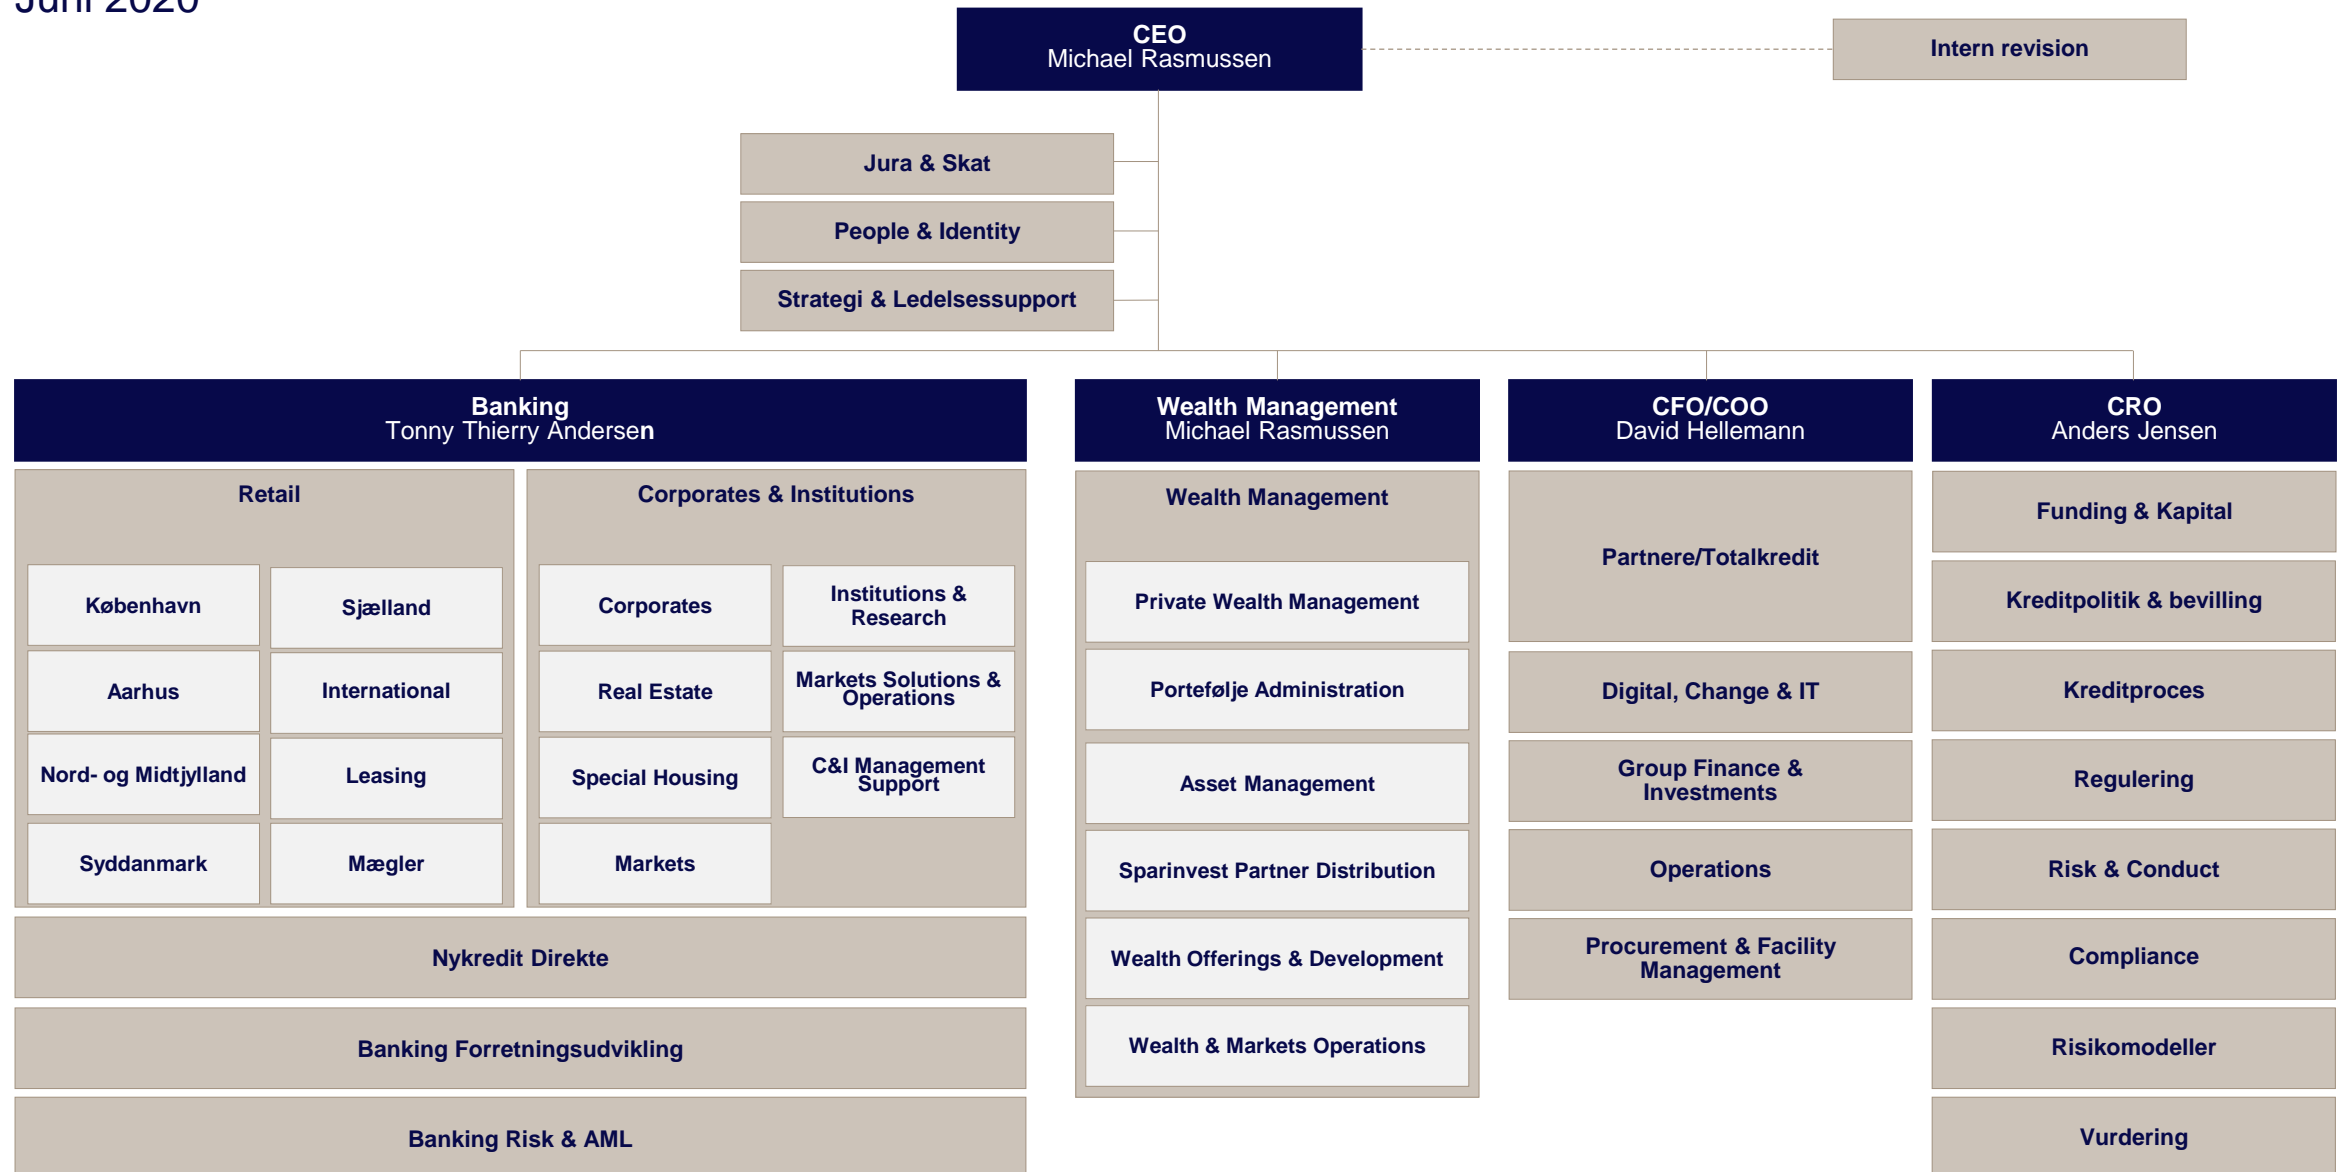 Juni 2020
CEO
Michael Rasmussen
Intern revision
Jura & Skat
People & Identity
Strategi & Ledelsessupport
Banking
Tonny Thierry Andersen
Wealth Management
Michael Rasmussen
CFO/COO
David Hellemann
CRO
Anders Jensen
Retail
København
Sjælland
Aarhus
International
Nord- og Midtjylland
Leasing
Syddanmark
Mægler
Corporates & Institutions
Corporates
Institutions &
Research
Real Estate
Markets Solutions &
Operations
Special Housing
C&I Management
Support
Markets
Nykredit Direkte
Banking Forretningsudvikling
Banking Risk & AML
Wealth Management
Private Wealth Management
Portefølje Administration
Asset Management
Sparinvest Partner Distribution
Wealth Offerings & Development
Wealth & Markets Operations
Partnere/Totalkredit
Digital, Change & IT
Group Finance &
Investments
Operations
Procurement & Facility
Management
Funding & Kapital
Kreditpolitik & bevilling
Kreditproces
Regulering
Risk & Conduct
Compliance
Risikomodeller
Vurdering